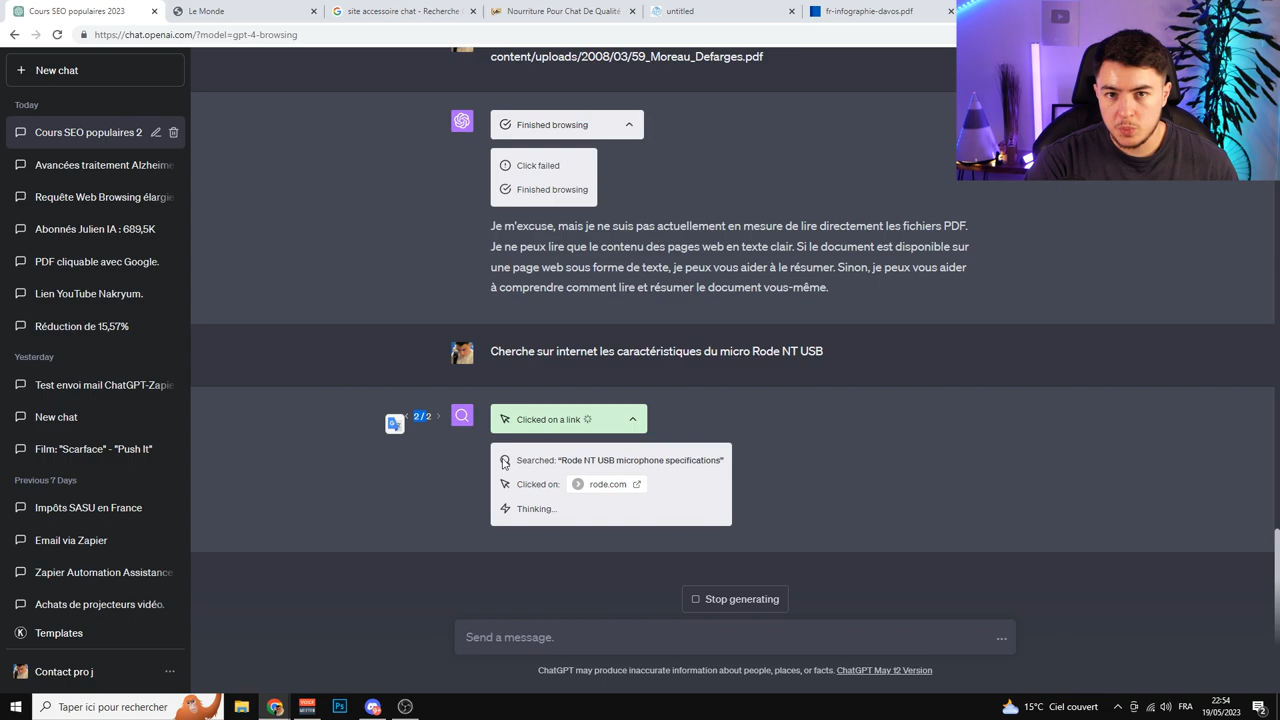 Cours SEO populaires 2023
Le Monde
site accessoire chat - Recherche
Nourriture Pour Chat De Qualité
untitled
fr-infographie-davos.pdf
https://chat.openai.com/?model=gpt-4-browsing
New chat
content/uploads/2008/03/59_Moreau_Defarges.pdf
Today
Cours SEO populaires 2
Avancées traitement Alzheime
Requête Web Browsing élargie
Abonnés Julien IA : 689,5K
PDF cliquable avec Google.
Lien YouTube Nakryum.
Réduction de 15,57%
Yesterday
Test envoi mail ChatGPT-Zapie
New chat
Film: "Scarface" - "Push It"
Previous 7 Days
Impôts SASU en France
Email via Zapier
Zapier Automation Assistance
Achats de projecteurs vidéo.
Templates
Contact pro j
Finished browsing
Click failed
Finished browsing
Je m'excuse, mais je ne suis pas actuellement en mesure de lire directement les fichiers PDF.
Je ne peux lire que le contenu des pages web en texte clair. Si le document est disponible sur
une page web sous forme de texte, je peux vous aider à le résumer. Sinon, je peux vous aider
à comprendre comment lire et résumer le document vous-même.
Cherche sur internet les caractéristiques du micro Rode NT USB
2 / 2
Clicked on a link
Searched: “Rode NT USB microphone specifications”
Clicked on: rode.com
Thinking...
Stop generating
Send a message.
ChatGPT may produce inaccurate information about people, places, or facts. ChatGPT May 12 Version
Taper ici pour rechercher
15°C Ciel couvert
FRA
22:54
19/05/2023
2